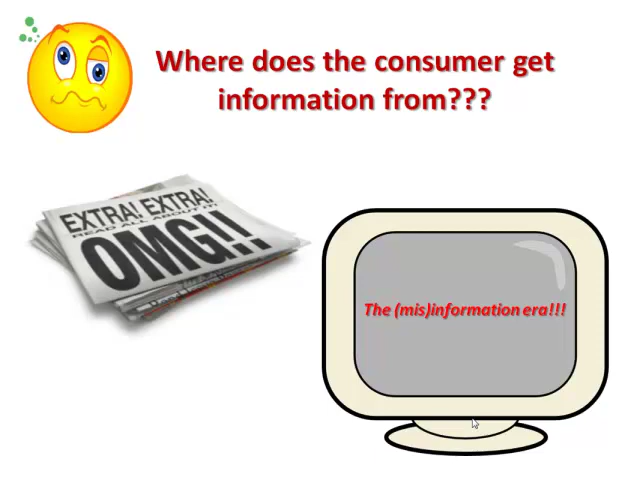 Where does the consumer get
information from???
EXTRA! EXTRA!
READ ALL ABOUT IT!
OMG!!
The (mis)information era!!!